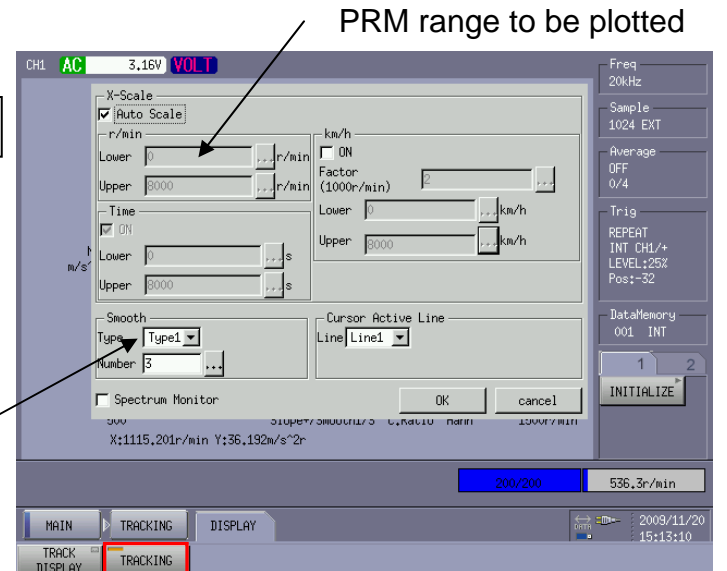 PRM range to be plotted
CH1 AC 3.16V VOLT
X-Scale
Auto Scale
r/min
Lower 0 ... r/min
Upper 8000 ... r/min
Time
ON
Lower 0 ... s
Upper 8000 ... s
km/h
ON
Factor
(1000r/min) 2 ...
Lower 0 ... km/h
Upper 8000 ... km/h
m/s
Smooth
Type Type1
Number 3 ...
Cursor Active Line
Line Line1
Spectrum Monitor
OK cancel
X:1115.201r/min Y:36.192m/s^2r
Freq
20kHz
Sample
1024 EXT
Average
OFF
0/4
Trig
REPEAT
INT CH1/+
LEVEL:25%
Pos:-32
DataMemory
001 INT
1 2
INITIALIZE
200/200 536.3r/min
MAIN TRACKING DISPLAY
DATA
2009/11/20
15:13:10
TRACK
DISPLAY
TRACKING